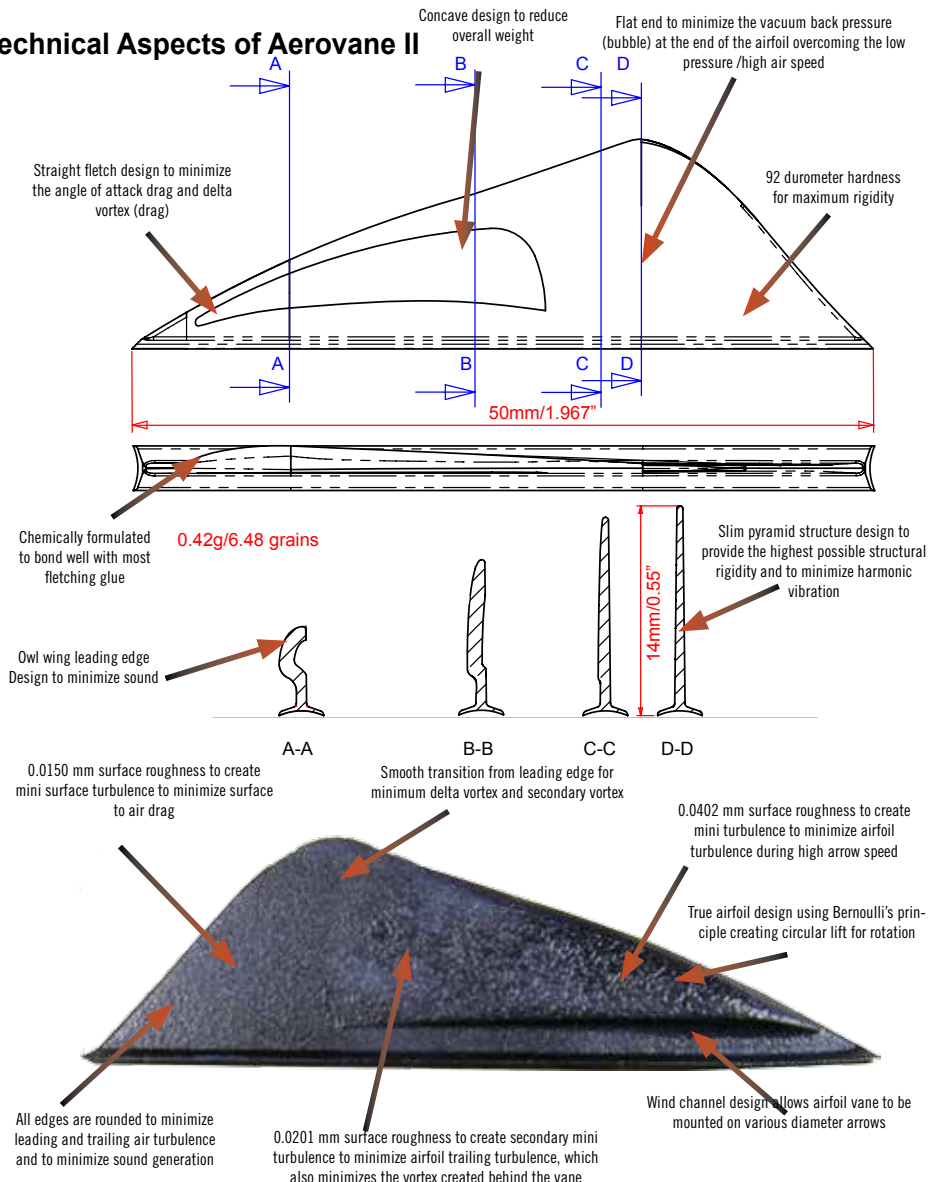 echnical Aspects of Aerovane II
Concave design to reduce
overall weight
Flat end to minimize the vacuum back pressure
(bubble) at the end of the airfoil overcoming the low
pressure /high air speed
A
B
C
D
Straight fletch design to minimize
the angle of attack drag and delta
vortex (drag)
92 durometer hardness
for maximum rigidity
A
B
C
D
50mm/1.967”
Chemically formulated
to bond well with most
fletching glue
0.42g/6.48 grains
Slim pyramid structure design to
provide the highest possible structural
rigidity and to minimize harmonic
vibration
14mm/0.55”
Owl wing leading edge
Design to minimize sound
A-A
B-B
C-C
D-D
0.0150 mm surface roughness to create
mini surface turbulence to minimize surface
to air drag
Smooth transition from leading edge for
minimum delta vortex and secondary vortex
0.0402 mm surface roughness to create
mini turbulence to minimize airfoil
turbulence during high arrow speed
True airfoil design using Bernoulli’s prin-
ciple creating circular lift for rotation
All edges are rounded to minimize
leading and trailing air turbulence
and to minimize sound generation
0.0201 mm surface roughness to create secondary mini
turbulence to minimize airfoil trailing turbulence, which
also minimizes the vortex created behind the vane
Wind channel design allows airfoil vane to be
mounted on various diameter arrows